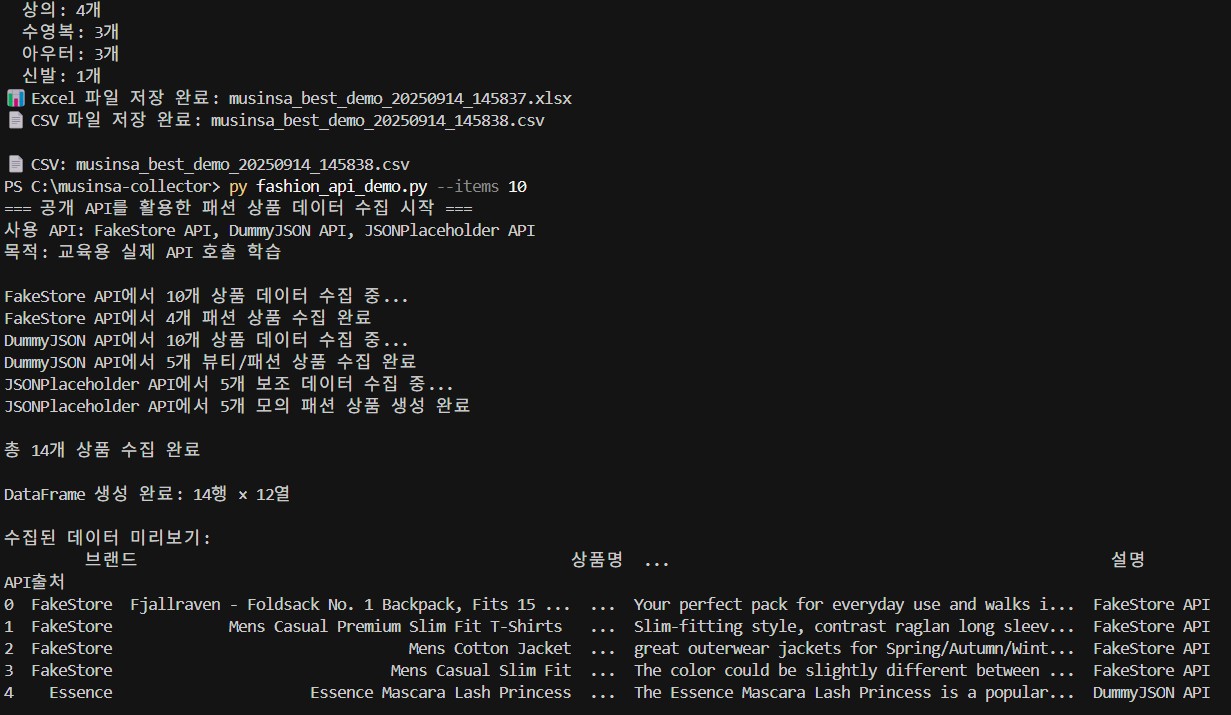 상의: 4개
수영복: 3개
아우터: 3개
신발: 1개
Excel 파일 저장 완료: musinsa_best_demo_20250914_145837.xlsx
CSV 파일 저장 완료: musinsa_best_demo_20250914_145838.csv
CSV: musinsa_best_demo_20250914_145838.csv
PS C:\musinsa-collector> py fashion_api_demo.py --items 10
=== 공개 API를 활용한 패션 상품 데이터 수집 시작 ===
사용 API: FakeStore API, DummyJSON API, JSONPlaceholder API
목적: 교육용 실제 API 호출 학습
FakeStore API에서 10개 상품 데이터 수집 중...
FakeStore API에서 4개 패션 상품 수집 완료
DummyJSON API에서 10개 상품 데이터 수집 중...
DummyJSON API에서 5개 뷰티/패션 상품 수집 완료
JSONPlaceholder API에서 5개 보조 데이터 수집 중...
JSONPlaceholder API에서 5개 모의 패션 상품 생성 완료
총 14개 상품 수집 완료
DataFrame 생성 완료: 14행 × 12열
수집된 데이터 미리보기:
브랜드 상품명 ... 설명
API출처
0 FakeStore Fjallraven - Foldsack No. 1 Backpack, Fits 15 ... ... Your perfect pack for everyday use and walks i... FakeStore API
1 FakeStore Mens Casual Premium Slim Fit T-Shirts ... Slim-fitting style, contrast raglan long sleev... FakeStore API
2 FakeStore Mens Cotton Jacket ... great outerwear jackets for Spring/Autumn/Wint... FakeStore API
3 FakeStore Mens Casual Slim Fit ... The color could be slightly different between ... FakeStore API
4 Essence Essence Mascara Lash Princess ... The Essence Mascara Lash Princess is a popular... DummyJSON API